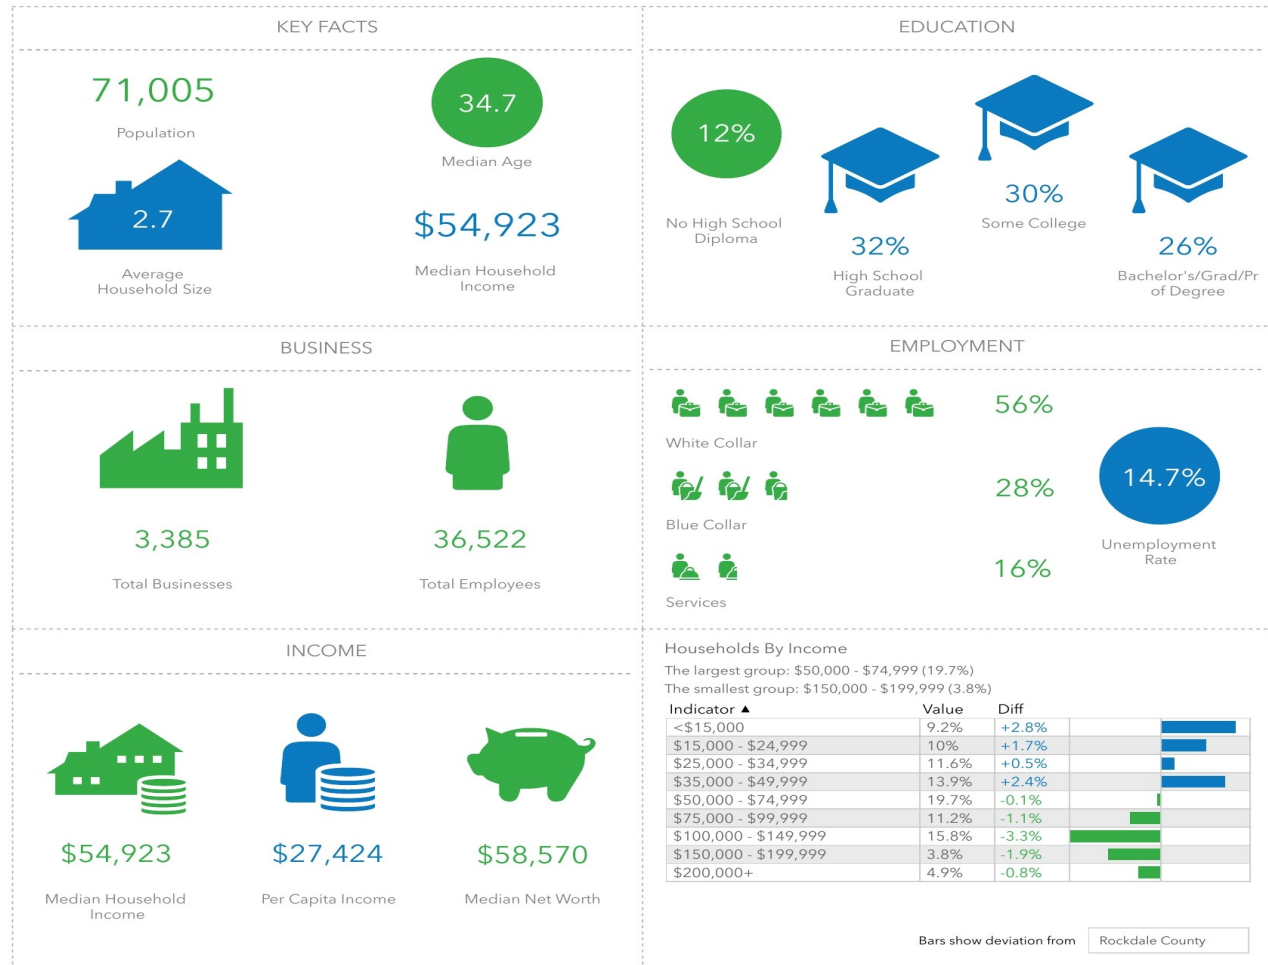 KEY FACTS
71,005
Population
34.7
Median Age
2.7
Average
Household Size
$54,923
Median Household
Income
EDUCATION
12%
No High School
Diploma
32%
High School
Graduate
30%
Some College
26%
Bachelor's/Grad/Pr
of Degree
BUSINESS
3,385
Total Businesses
36,522
Total Employees
EMPLOYMENT
56%
White Collar
28%
Blue Collar
16%
Services
14.7%
Unemployment
Rate
INCOME
$54,923
Median Household
Income
$27,424
Per Capita Income
$58,570
Median Net Worth
Households By Income
The largest group: $50,000 - $74,999 (19.7%)
The smallest group: $150,000 - $199,999 (3.8%)
Indicator ▲ Value Diff
<$15,000 9.2% +2.8%
$15,000 - $24,999 10% +1.7%
$25,000 - $34,999 11.6% +0.5%
$35,000 - $49,999 13.9% +2.4%
$50,000 - $74,999 19.7% -0.1%
$75,000 - $99,999 11.2% -1.1%
$100,000 - $149,999 15.8% -3.3%
$150,000 - $199,999 3.8% -1.9%
$200,000+ 4.9% -0.8%
Bars show deviation from Rockdale County